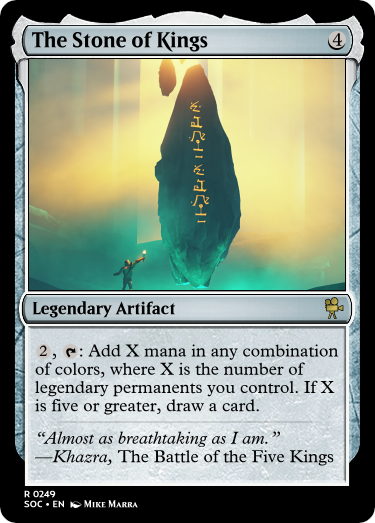 The Stone of Kings 4
Legendary Artifact
2, : Add X mana in any combination
of colors, where X is the number of
legendary permanents you control. If X
is five or greater, draw a card.
“Almost as breathtaking as I am.”
—Khazra, The Battle of the Five Kings
R 0249
SOC • EN Mike Marra